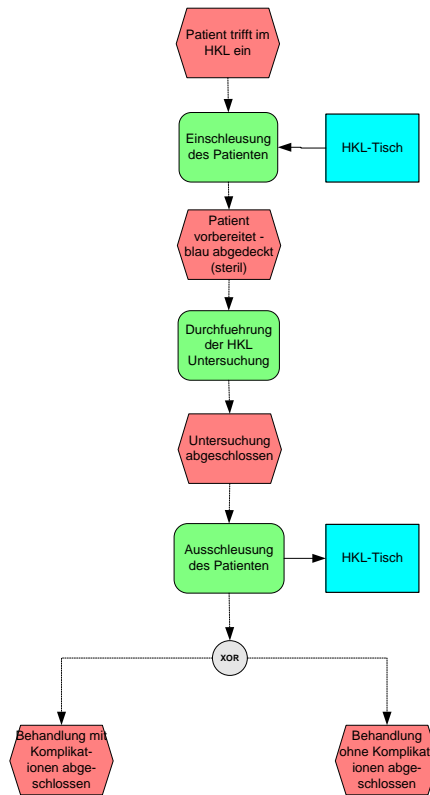 Patient trifft im
HKL ein
Einschleusung
des Patienten
HKL-Tisch
Patient
vorbereitet -
blau abgedeckt
(steril)
Durchfuehrung
der HKL
Untersuchung
Untersuchung
abgeschlossen
Ausschleusung
des Patienten
HKL-Tisch
XOR
Behandlung mit
Komplikat-
ionen abge-
schlossen
Behandlung
ohne Komplikat
ionen abge-
schlossen